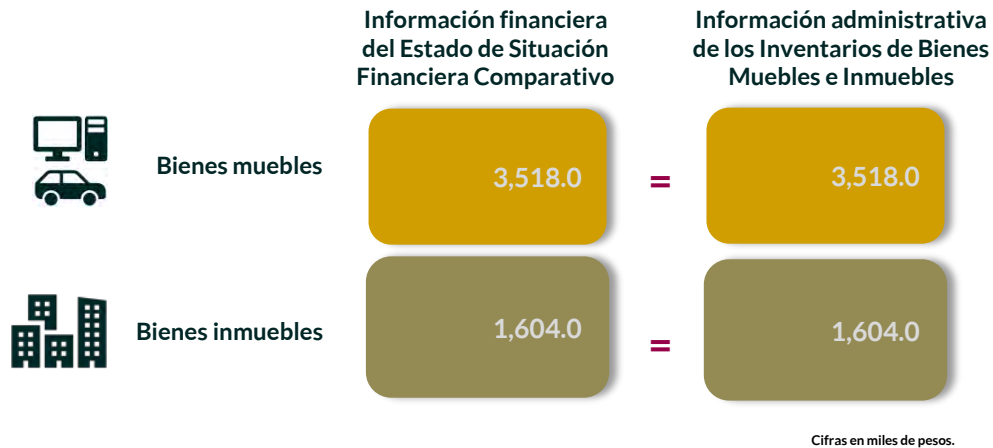 Información financiera
del Estado de Situación
Financiera Comparativo
Información administrativa
de los Inventarios de Bienes
Muebles e Inmuebles
Bienes muebles
3,518.0
=
3,518.0
Bienes inmuebles
1,604.0
=
1,604.0
Cifras en miles de pesos.